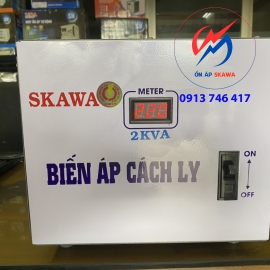 ỔN ÁP SKAWA
0913 746 417
SKAWA
METER
2KVA
BIẾN ÁP CÁCH LY
ON
OFF